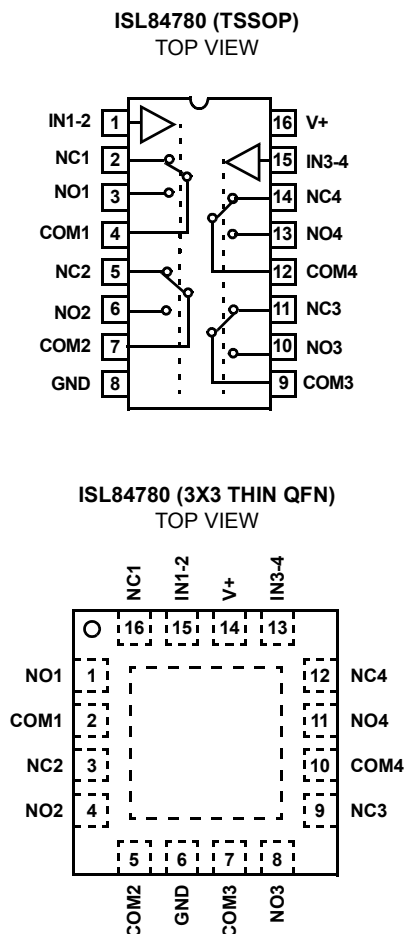 ISL84780 (TSSOP)
TOP VIEW
IN1-2 1 16 V+
NC1 2 15 IN3-4
NO1 3 14 NC4
COM1 4 13 NO4
NC2 5 12 COM4
NO2 6 11 NC3
COM2 7 10 NO3
GND 8 9 COM3
ISL84780 (3X3 THIN QFN)
TOP VIEW
NC1 IN1-2 V+ IN3-4
16 15 14 13
NO1 1 12 NC4
COM1 2 11 NO4
NC2 3 10 COM4
NO2 4 9 NC3
5 6 7 8
COM2 GND COM3 NO3